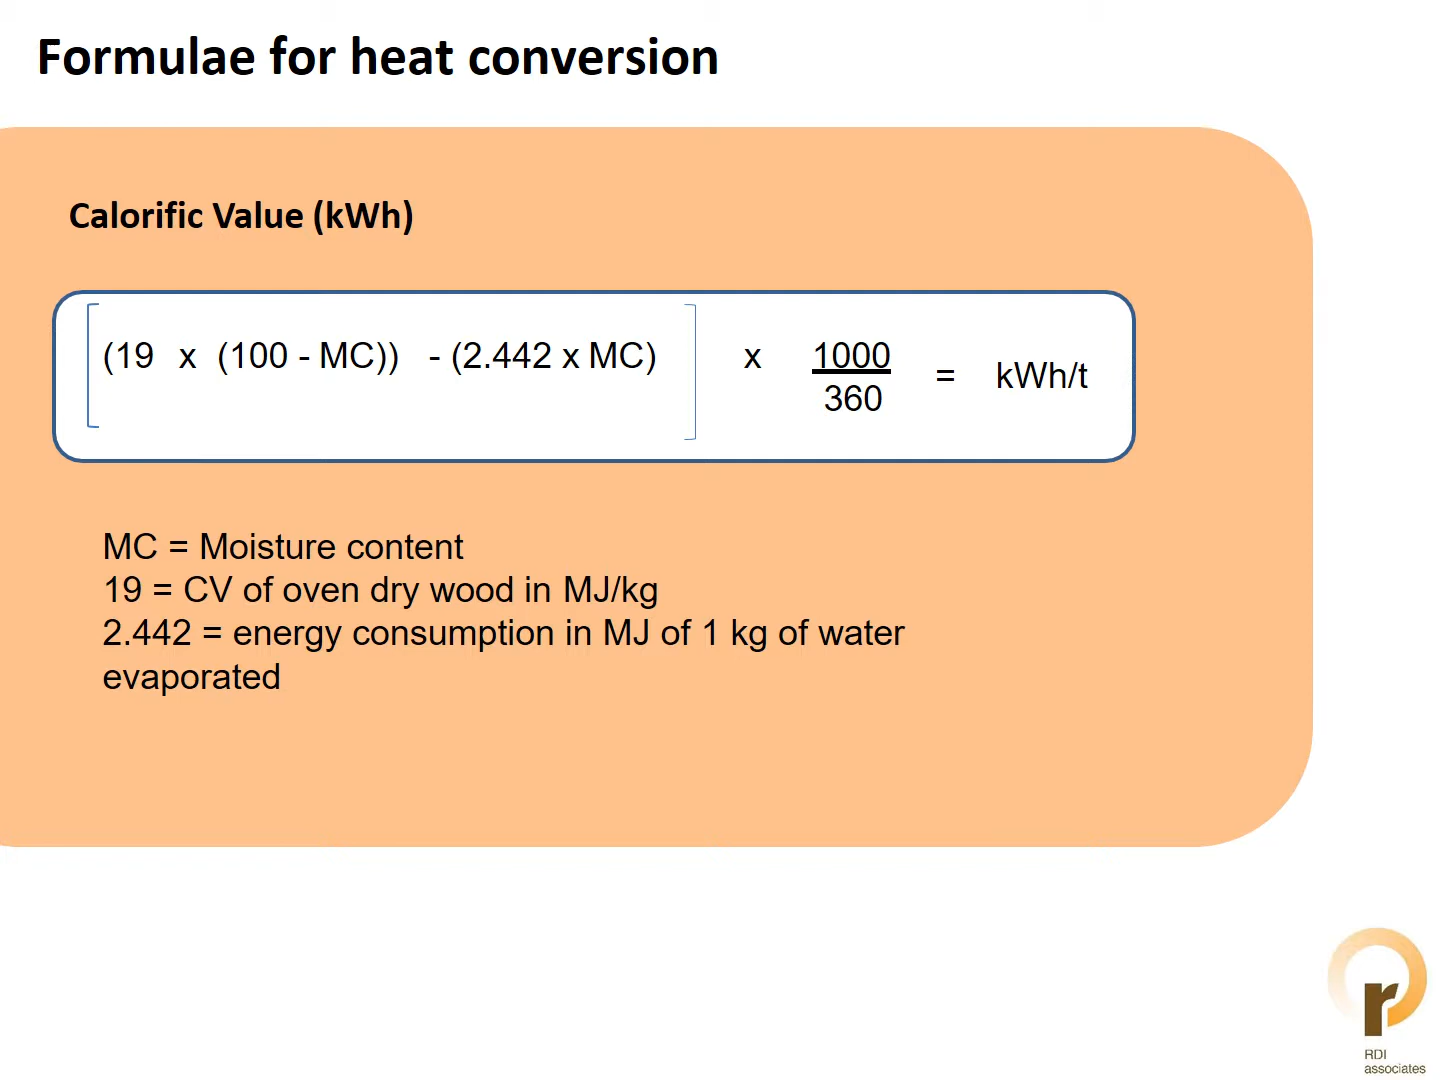 Formulae for heat conversion
Calorific Value (kWh)
(19 x (100 - MC)) - (2.442 x MC) x 1000
= kWh/t
360
MC = Moisture content
19 = CV of oven dry wood in MJ/kg
2.442 = energy consumption in MJ of 1 kg of water
evaporated
r
RDI
associates